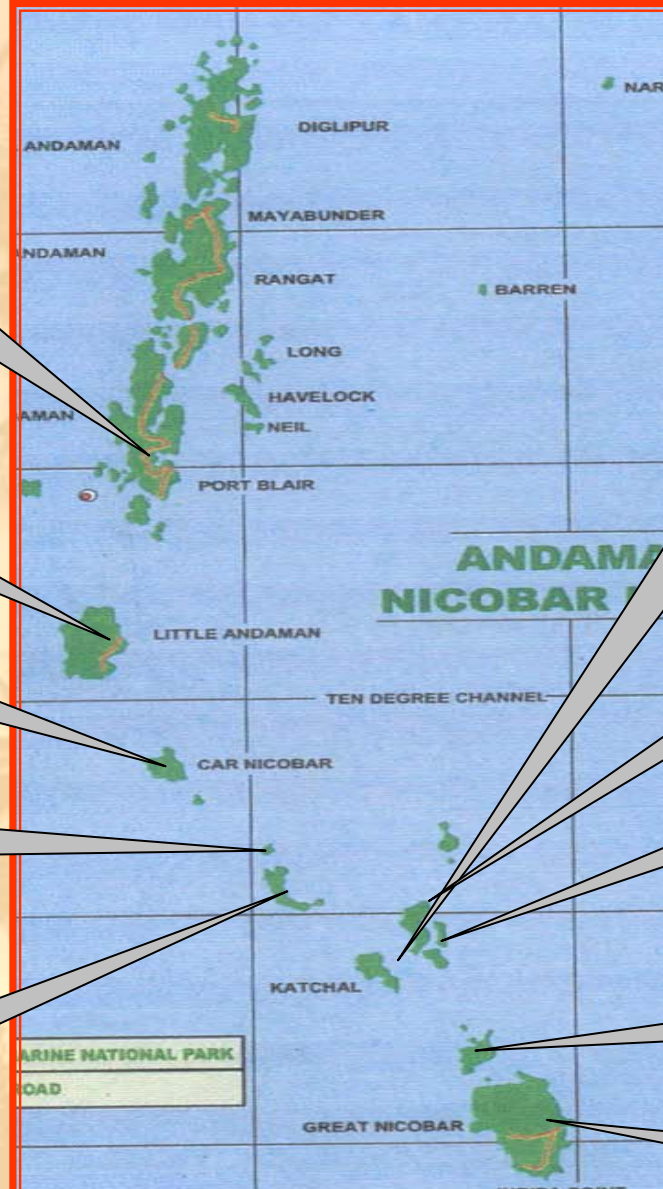 NAR
DIGLIPUR
ANDAMAN
MAYABUNDER
NDAMAN
RANGAT
BARREN
LONG
HAVELOCK
AMAN
NEIL
PORT BLAIR
ANDAMA
NICOBAR
LITTLE ANDAMAN
TEN DEGREE CHANNEL
CAR NICOBAR
KATCHAL
ARINE NATIONAL PARK
OAD
GREAT NICOBAR